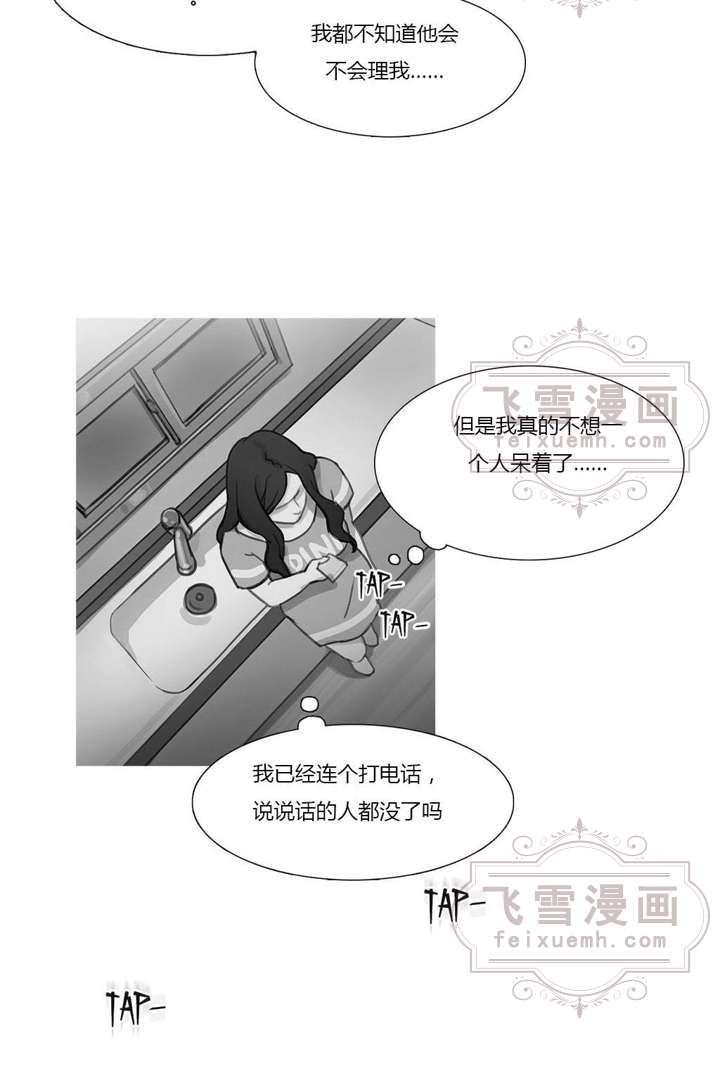 。
我都不知道他会
不会理我……
飞雪漫画
feixuemh.com
但是我真的不想一
个人呆着了……
PINK
TAP-
TAP-
我已经连个打电话，
说说话的人都没了吗
TAP-
飞雪漫画
feixuemh.com
TAP-